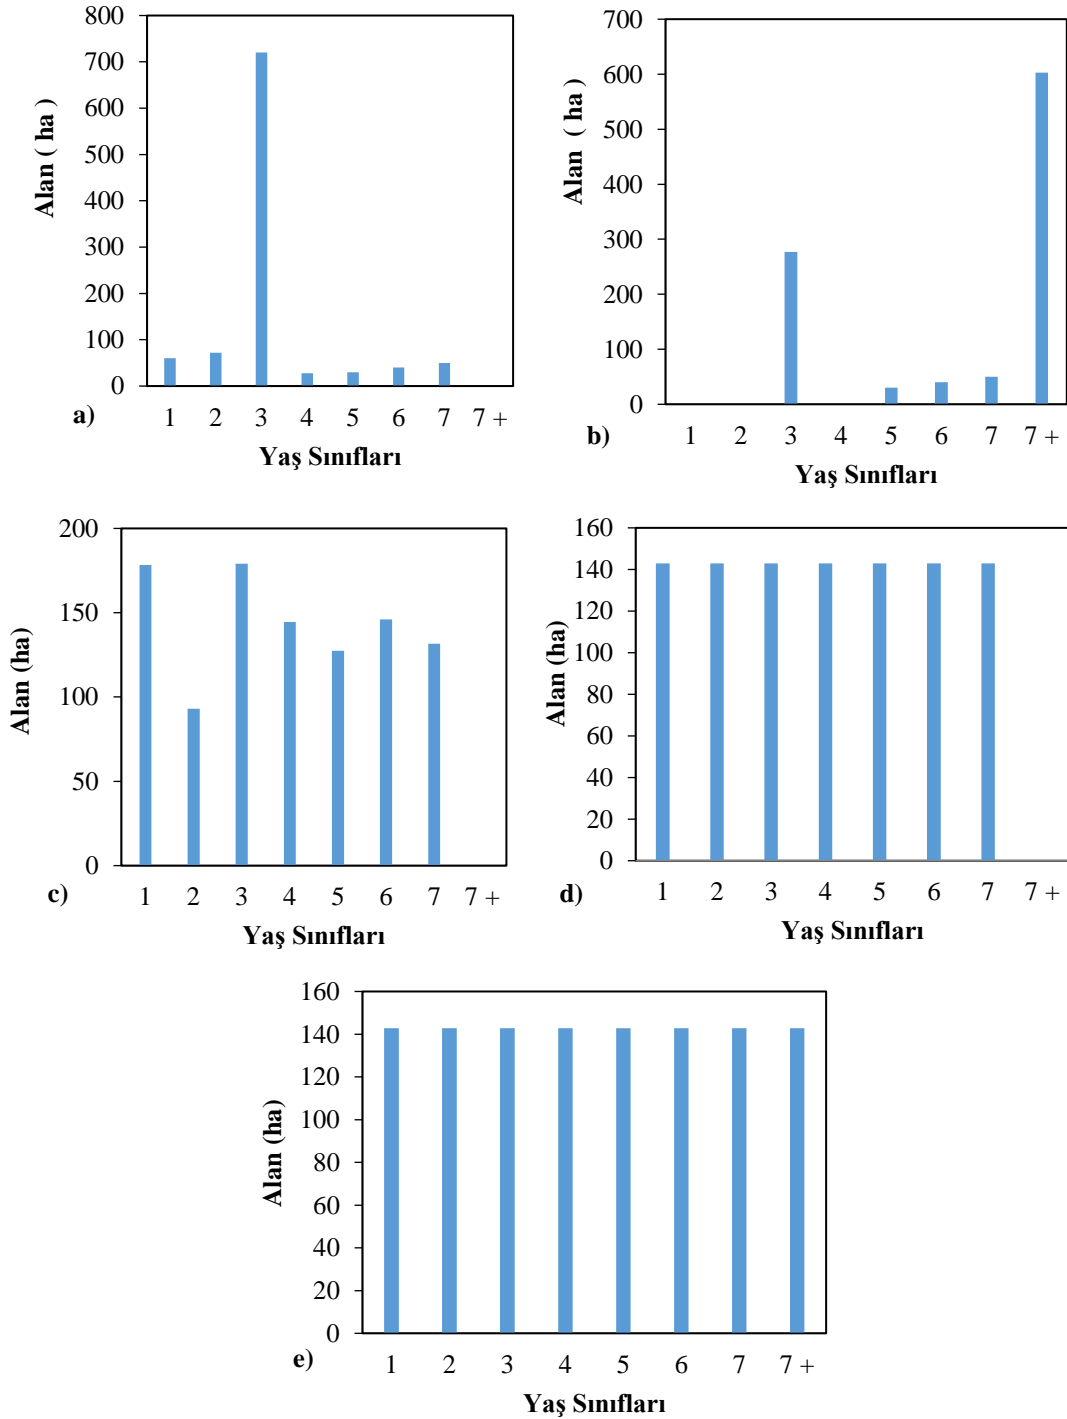 800
700
600
500
400
300
200
100
0
Alan ( ha )
1 2 3 4 5 6 7 7 +
a)
Yaş Sınıfları
700
600
500
400
300
200
100
0
Alan ( ha )
1 2 3 4 5 6 7 7 +
b)
Yaş Sınıfları
200
150
100
50
0
Alan (ha)
1 2 3 4 5 6 7 7 +
c)
Yaş Sınıfları
160
140
120
100
80
60
40
20
0
Alan (ha)
1 2 3 4 5 6 7 7 +
d)
Yaş Sınıfları
160
140
120
100
80
60
40
20
0
Alan (ha)
1 2 3 4 5 6 7 7 +
e)
Yaş Sınıfları